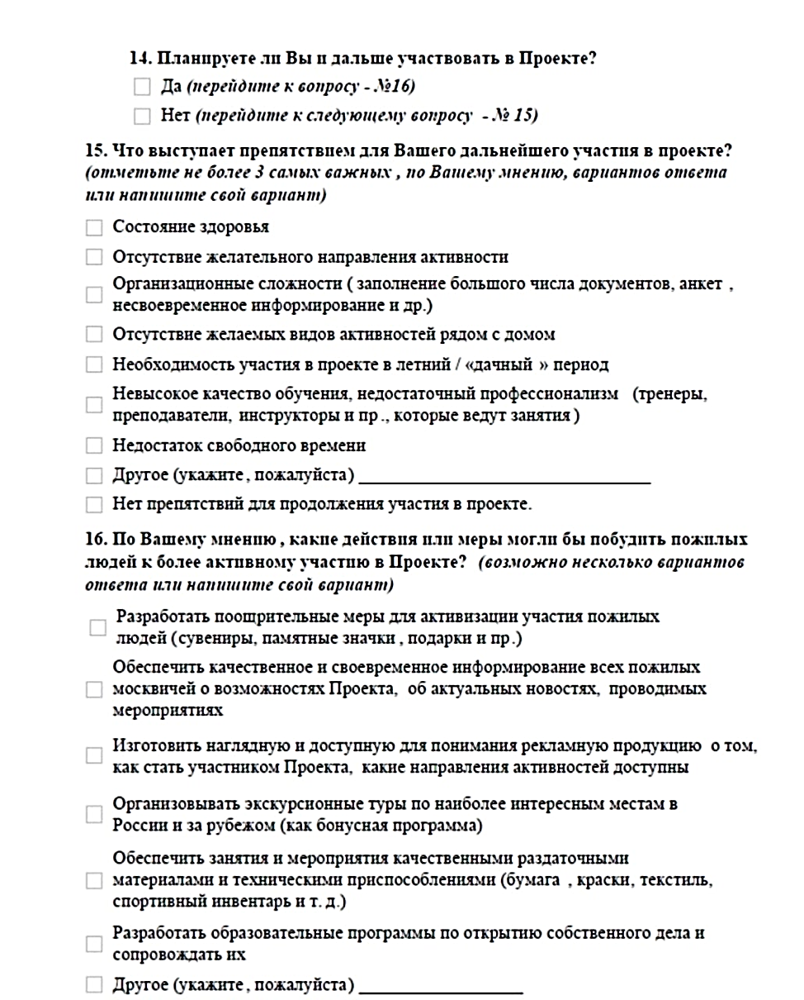 14. Планируете ли Вы и дальше участвовать в Проекте?
Да (перейдите к вопросу - №16)
Нет (перейдите к следующему вопросу - № 15)
15. Что выступает препятствием для Вашего дальнейшего участия в проекте?
(отметьте не более 3 самых важных , по Вашему мнению, вариантов ответа
или напишите свой вариант)
Состояние здоровья
Отсутствие желательного направления активности
Организационные сложности ( заполнение большого числа документов, анкет ,
несвоевременное информирование и др.)
Отсутствие желаемых видов активностей рядом с домом
Необходимость участия в проекте в летний / «дачный » период
Невысокое качество обучения, недостаточный профессионализм (тренеры,
преподаватели, инструкторы и пр ., которые ведут занятия )
Недостаток свободного времени
Другое (укажите , пожалуйста) ______________________________
Нет препятствий для продолжения участия в проекте.
16. По Вашему мнению , какие действия или меры могли бы побудить пожилых
людей к более активному участию в Проекте? (возможно несколько вариантов
ответа или напишите свой вариант)
Разработать поощрительные меры для активизации участия пожилых
людей (сувениры, памятные значки , подарки и пр .)
Обеспечить качественное и своевременное информирование всех пожилых
москвичей о возможностях Проекта, об актуальных новостях, проводимых
мероприятиях
Изготовить наглядную и доступную для понимания рекламную продукцию о том,
как стать участником Проекта, какие направления активностей доступны
Организовывать экскурсионные туры по наиболее интересным местам в
России и за рубежом (как бонусная программа)
Обеспечить занятия и мероприятия качественными раздаточными
материалами и техническими приспособлениями (бумага , краски, текстиль,
спортивный инвентарь и т. д.)
Разработать образовательные программы по открытию собственного дела и
сопровождать их
Другое (укажите , пожалуйста) _________________